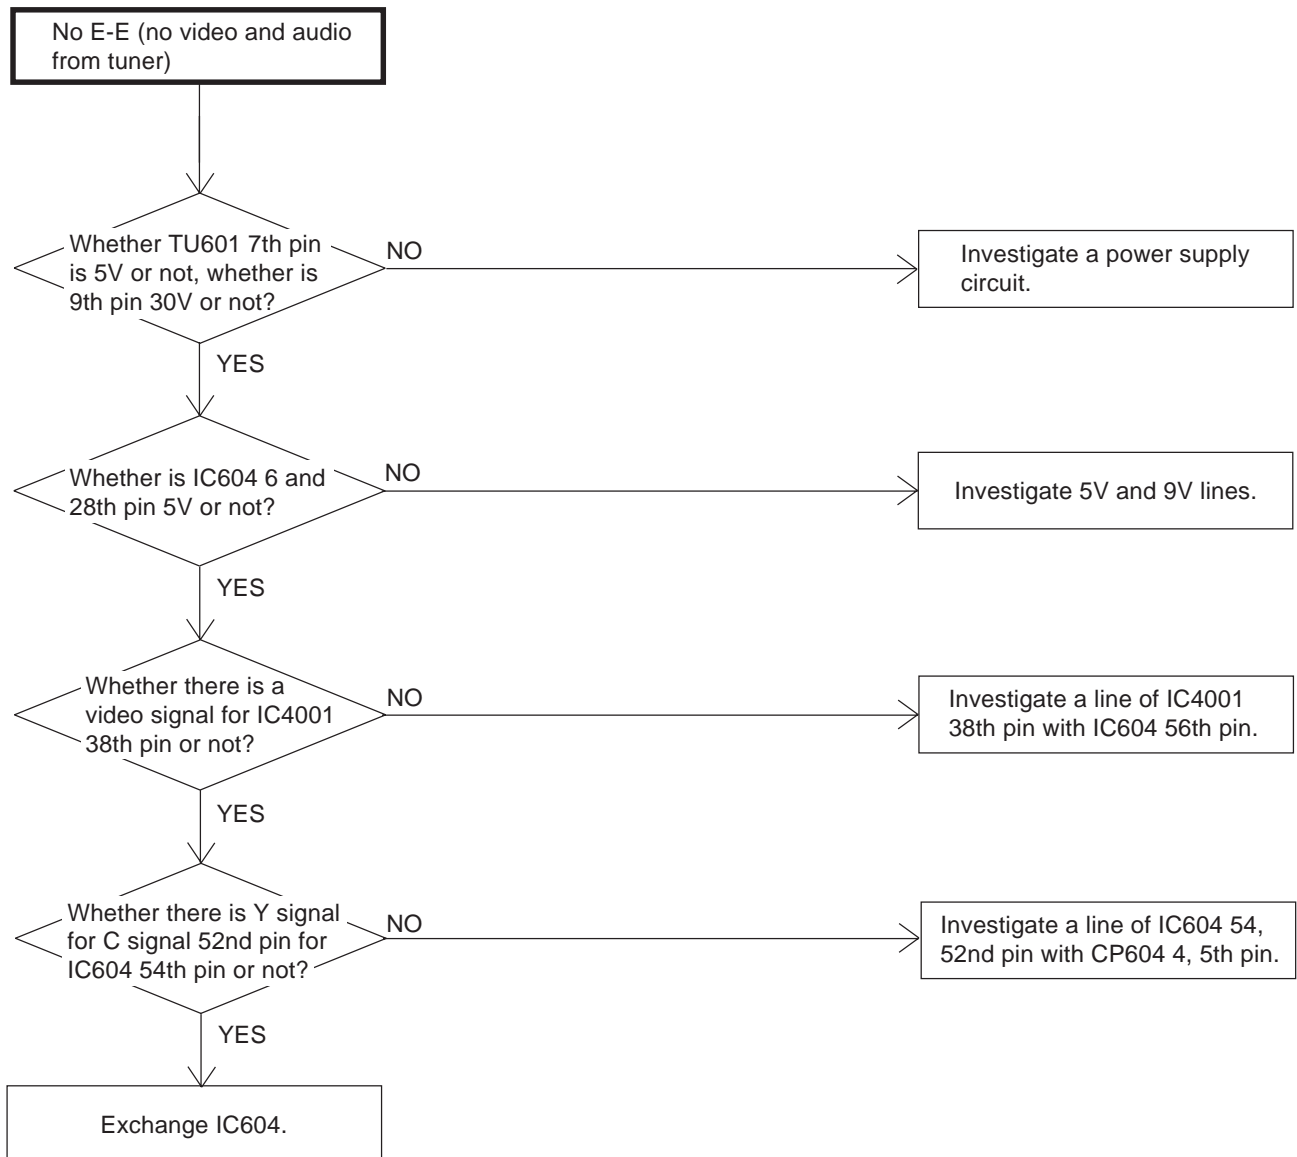 No E-E (no video and audio
from tuner)
Whether TU601 7th pin
is 5V or not, whether is
9th pin 30V or not?
NO
Investigate a power supply
circuit.
YES
Whether is IC604 6 and
28th pin 5V or not?
NO
Investigate 5V and 9V lines.
YES
Whether there is a
video signal for IC4001
38th pin or not?
NO
Investigate a line of IC4001
38th pin with IC604 56th pin.
YES
Whether there is Y signal
for C signal 52nd pin for
IC604 54th pin or not?
NO
Investigate a line of IC604 54,
52nd pin with CP604 4, 5th pin.
YES
Exchange IC604.